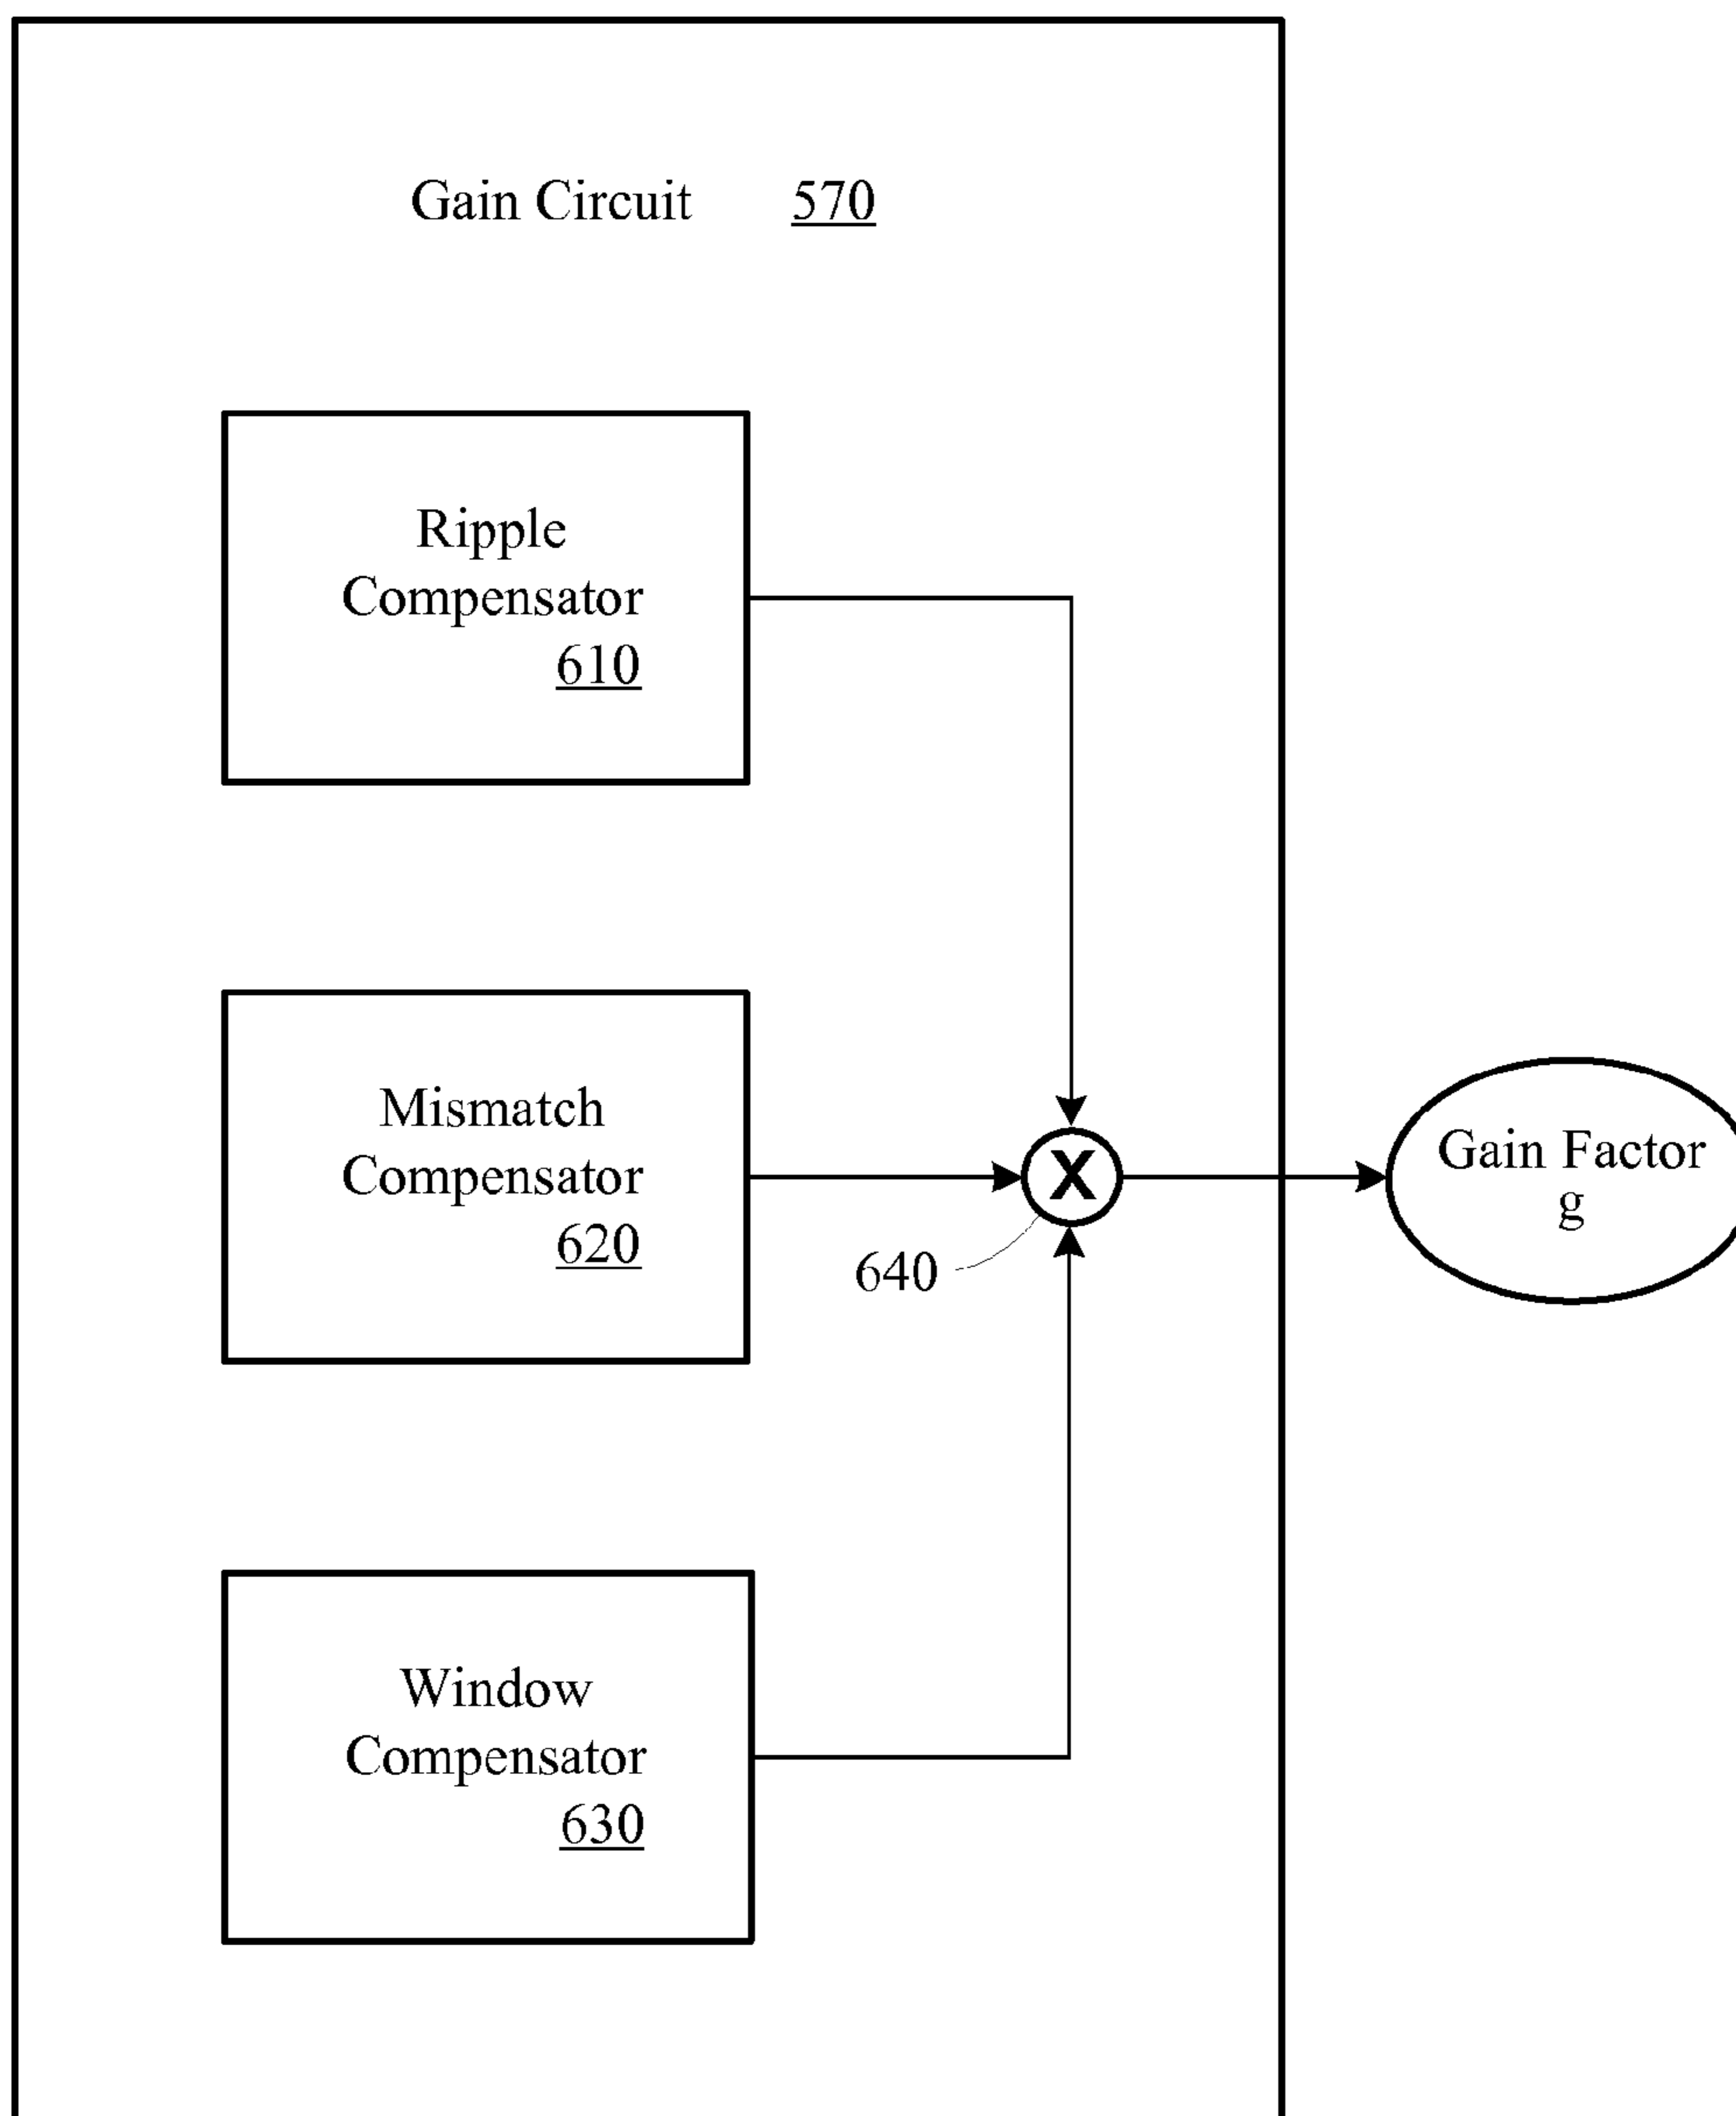 Gain Circuit 570
Ripple
Compensator
610
Mismatch
Compensator
620
X
640
Gain Factor
g
Window
Compensator
630